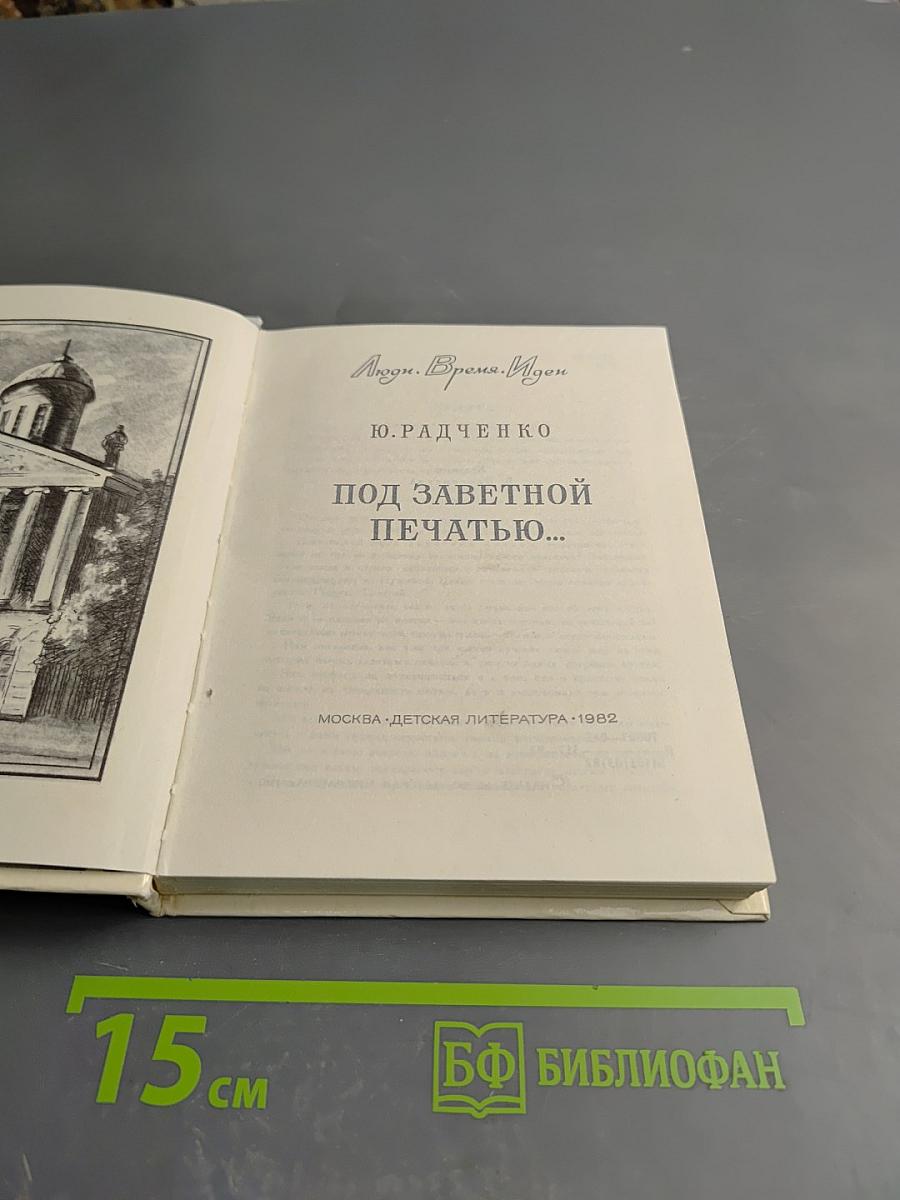 Люди. Время. Идеи
Ю. РАДЧЕНКО
ПОД ЗАВЕТНОЙ
ПЕЧАТЬЮ...
МОСКВА · ДЕТСКАЯ ЛИТЕРАТУРА · 1982
15 см
БФ БИБЛИОФАН